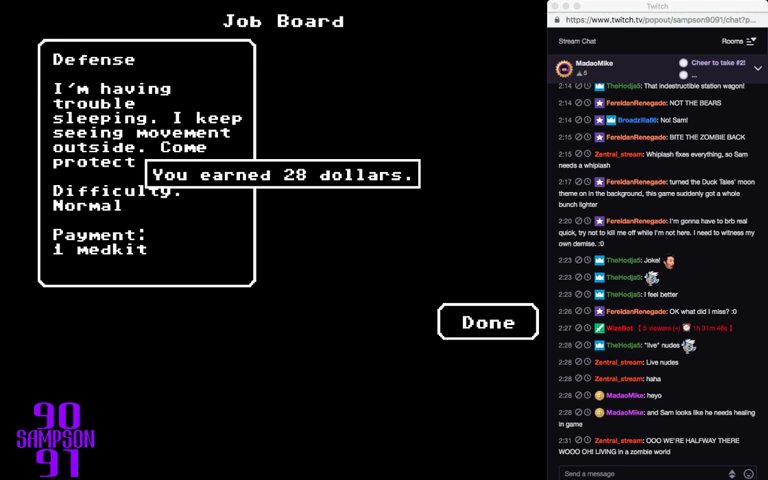 Job Board
Defense
I'm having
trouble
sleeping. I keep
seeing movement
outside. Come
protect
You earned 28 dollars.
Difficulty:
Normal
Payment:
1 medkit
Done
90
SAMPSON
91
Twitch
https://www.twitch.tv/popout/sampson9091/chat?p...
Stream Chat
Rooms
MadaoMike
Cheer to take #2!
6
...
2:14 TheHodja5: That indestructible station wagon!
2:14 FereldanRenegade: NOT THE BEARS
2:14 Broadzilla86: No! Sam!
2:15 FereldanRenegade: BITE THE ZOMBIE BACK
2:15 Zentral_stream: Whiplash fixes everything, so Sam
needs a whiplash
2:17 FereldanRenegade: turned the Duck Tales' moon
theme on in the background, this game suddenly got a whole
bunch lighter
2:20 FereldanRenegade: I'm gonna have to brb real
quick, try not to kill me off while I'm not here. I need to witness my
own demise. :0
2:23 TheHodja5: Joke!
2:23 TheHodja5:
2:23 TheHodja5: I feel better
2:26 FereldanRenegade: OK what did I miss? :0
2:27 WizeBot [ 5 viewers (=) 1h 31m 46s ]
2:28 TheHodja5: "live" nudes
2:28 Zentral_stream: Live nudes
2:28 Zentral_stream: haha
2:28 MadaoMike: heyo
2:28 MadaoMike: and Sam looks like he needs healing
in game
2:31 Zentral_stream: OOO WE'RE HALFWAY THERE
WOOO OH! LIVING in a zombie world
Send a message